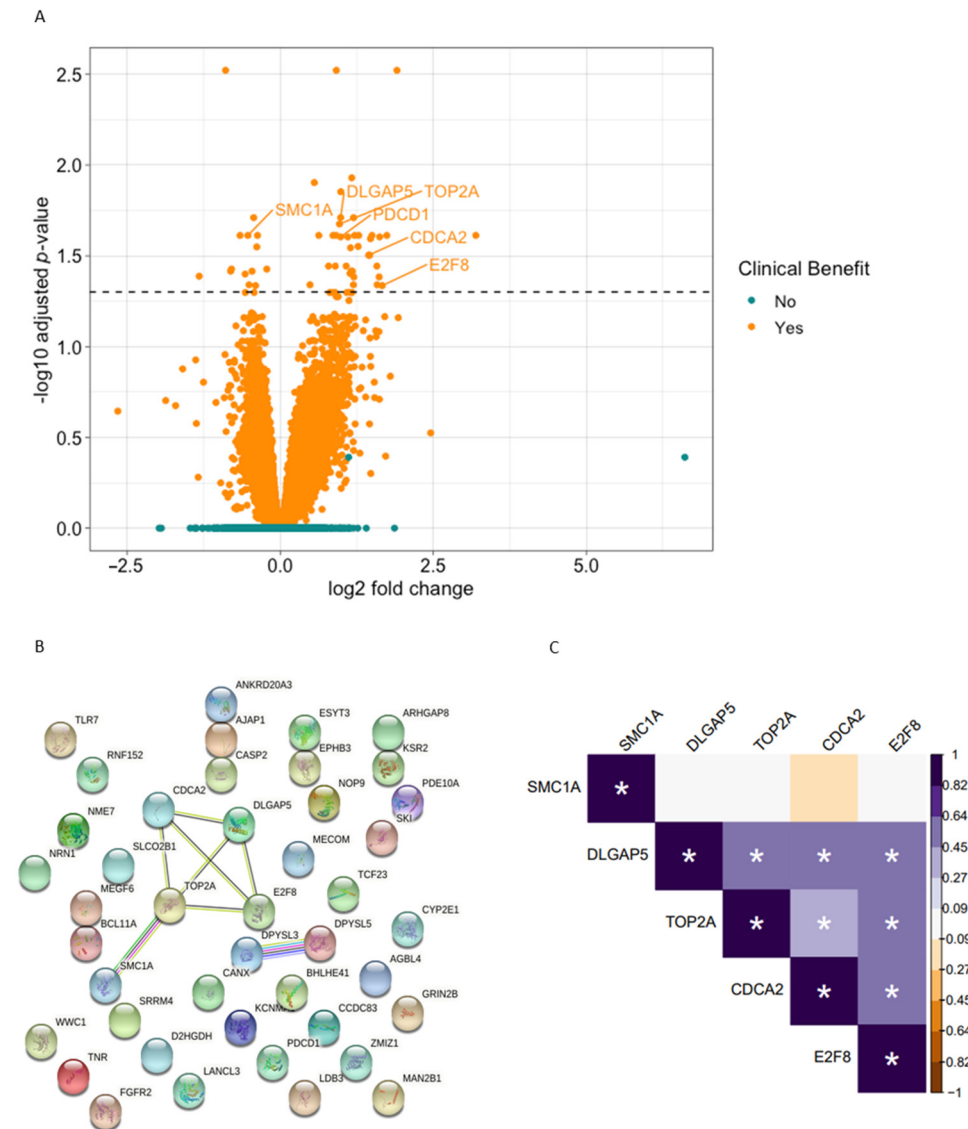 A
-log10 adjusted p-value
2.5
2.0
1.5
1.0
0.5
0.0
DLGAP5
TOP2A
SMC1A
PDCD1
CDCA2
E2F8
−2.5
0.0
2.5
5.0
log2 fold change
Clinical Benefit
No
Yes
B
ANKRD20A3
TLR7
AJAP1
ESYT3
ARHGAP8
RNF152
CASP2
EPHB3
KSR2
CDCA2
DLGAP5
NOP9
PDE10A
NME7
SKI
SLCO2B1
MECOM
NRN1
TOP2A
E2F8
TCF23
MEGF6
BCL11A
DPYSL3
DPYSL5
CYP2E1
SMC1A
CANX
BHLHE41
AGBL4
SRRM4
CCDC83
GRIN2B
WWC1
D2HGDH
PDCD1
ZMIZ1
TNR
LANCL3
LDB3
MAN2B1
FGFR2
C
SMC1A
DLGAP5
TOP2A
CDCA2
E2F8
SMC1A
DLGAP5
TOP2A
CDCA2
E2F8
*
* * * *
* * *
* *
*
1
0.82
0.64
0.45
0.27
0.09
−0.09
−0.27
−0.45
−0.64
−0.82
−1